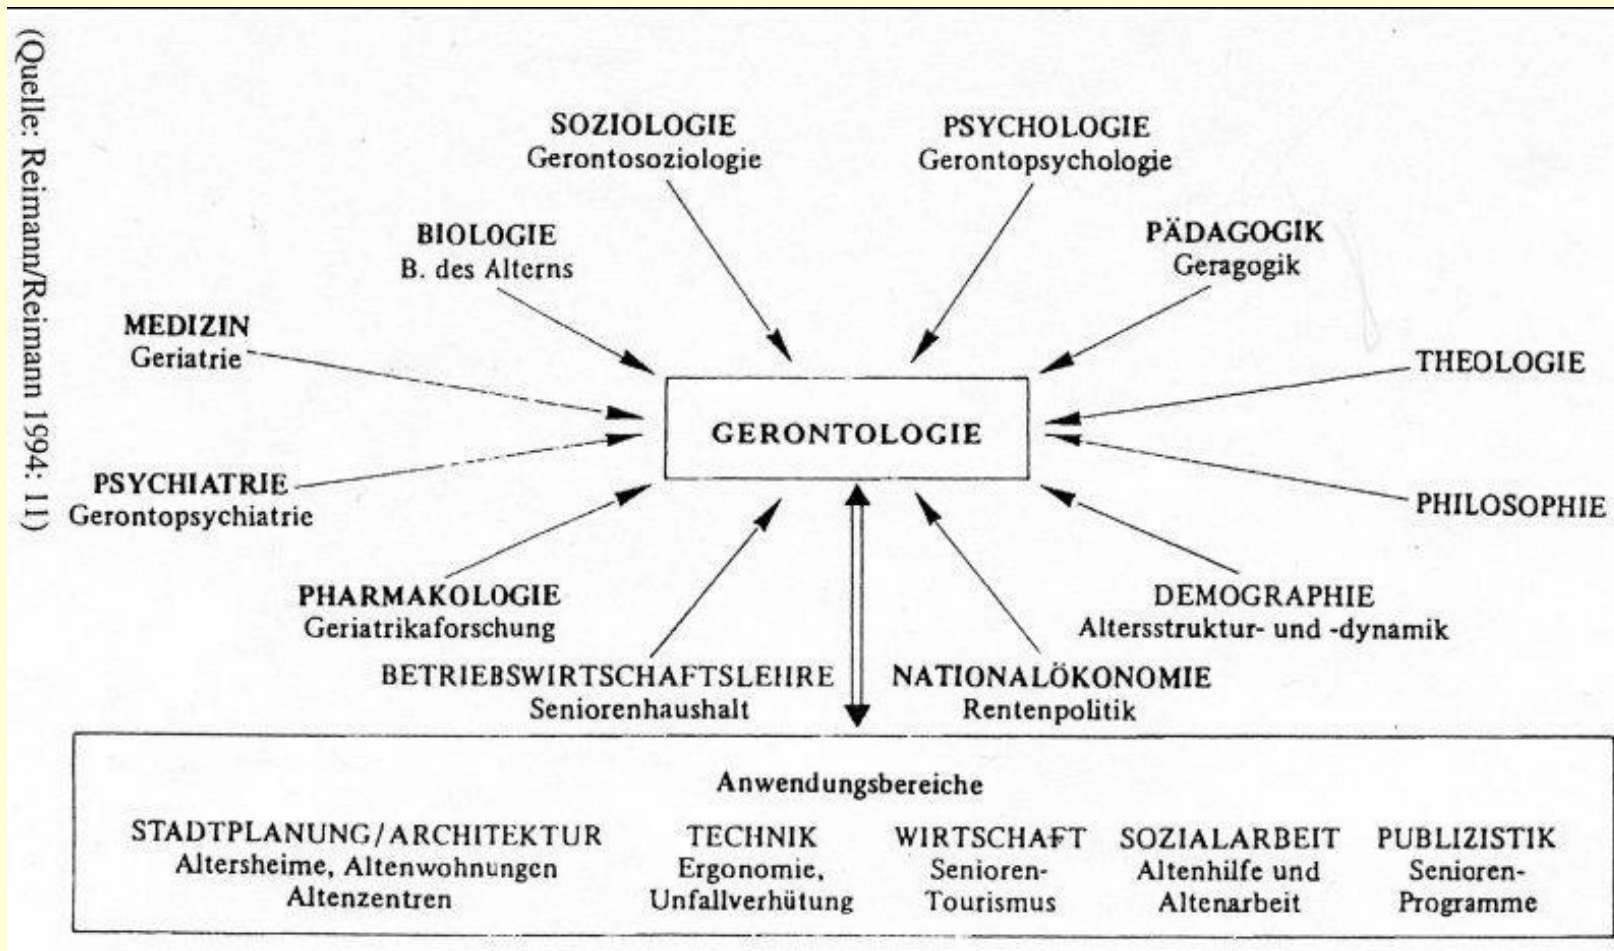 (Quelle: Reimann/Reimann 1994: 11)
SOZIOLOGIE
Gerontosoziologie
PSYCHOLOGIE
Gerontopsychologie
BIOLOGIE
B. des Alterns
PÄDAGOGIK
Geragogik
MEDIZIN
Geriatrie
THEOLOGIE
GERONTOLOGIE
PSYCHIATRIE
Gerontopsychiatrie
PHILOSOPHIE
PHARMAKOLOGIE
Geriatrikaforschung
DEMOGRAPHIE
Altersstruktur- und -dynamik
BETRIEBSWIRTSCHAFTSLEHRE
Seniorenhaushalt
NATIONALÖKONOMIE
Rentenpolitik
Anwendungsbereiche
STADTPLANUNG/ARCHITEKTUR
Altersheime, Altenwohnungen
Altenzentren
TECHNIK
Ergonomie,
Unfallverhütung
WIRTSCHAFT
Senioren-
Tourismus
SOZIALARBEIT
Altenhilfe und
Altenarbeit
PUBLIZISTIK
Senioren-
Programme